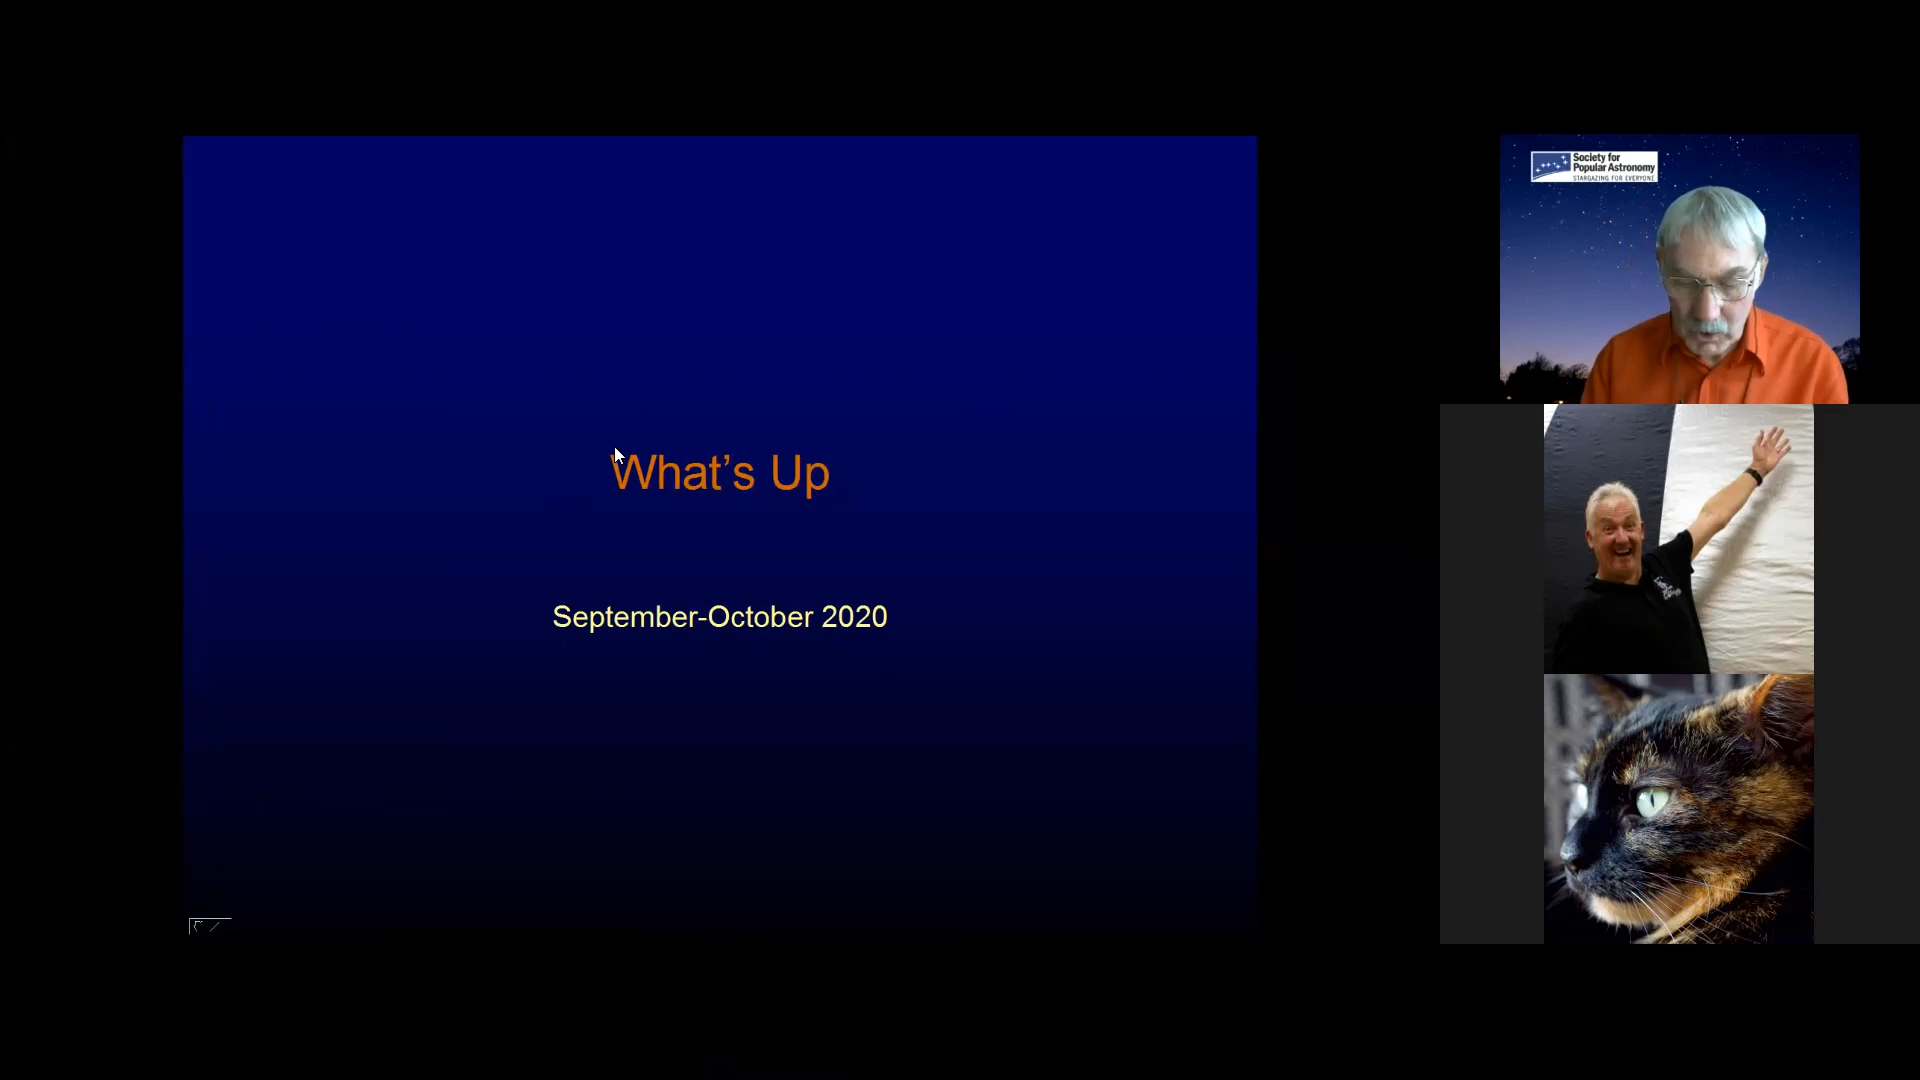 What's Up
September-October 2020
Society for
Popular Astronomy
STARGAZING FOR EVERYONE